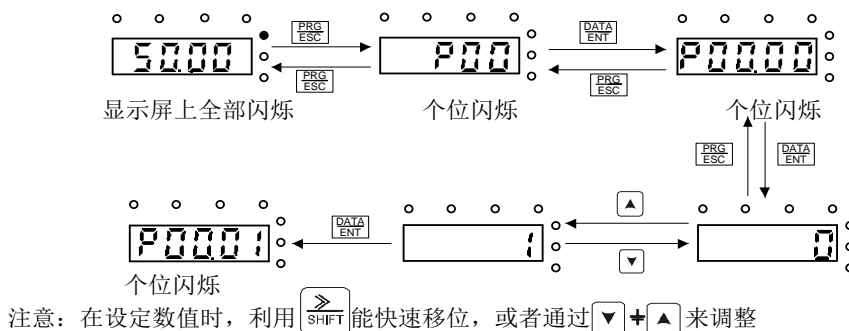 PRG
ESC
DATA
ENT
50.00
P00
P00.00
PRG
ESC
PRG
ESC
显示屏上全部闪烁
个位闪烁
个位闪烁
PRG
ESC
DATA
ENT
DATA
ENT
P00.01
1
0
个位闪烁
注意：在设定数值时，利用 SHIFT 能快速移位，或者通过 ▼ + ▲ 来调整